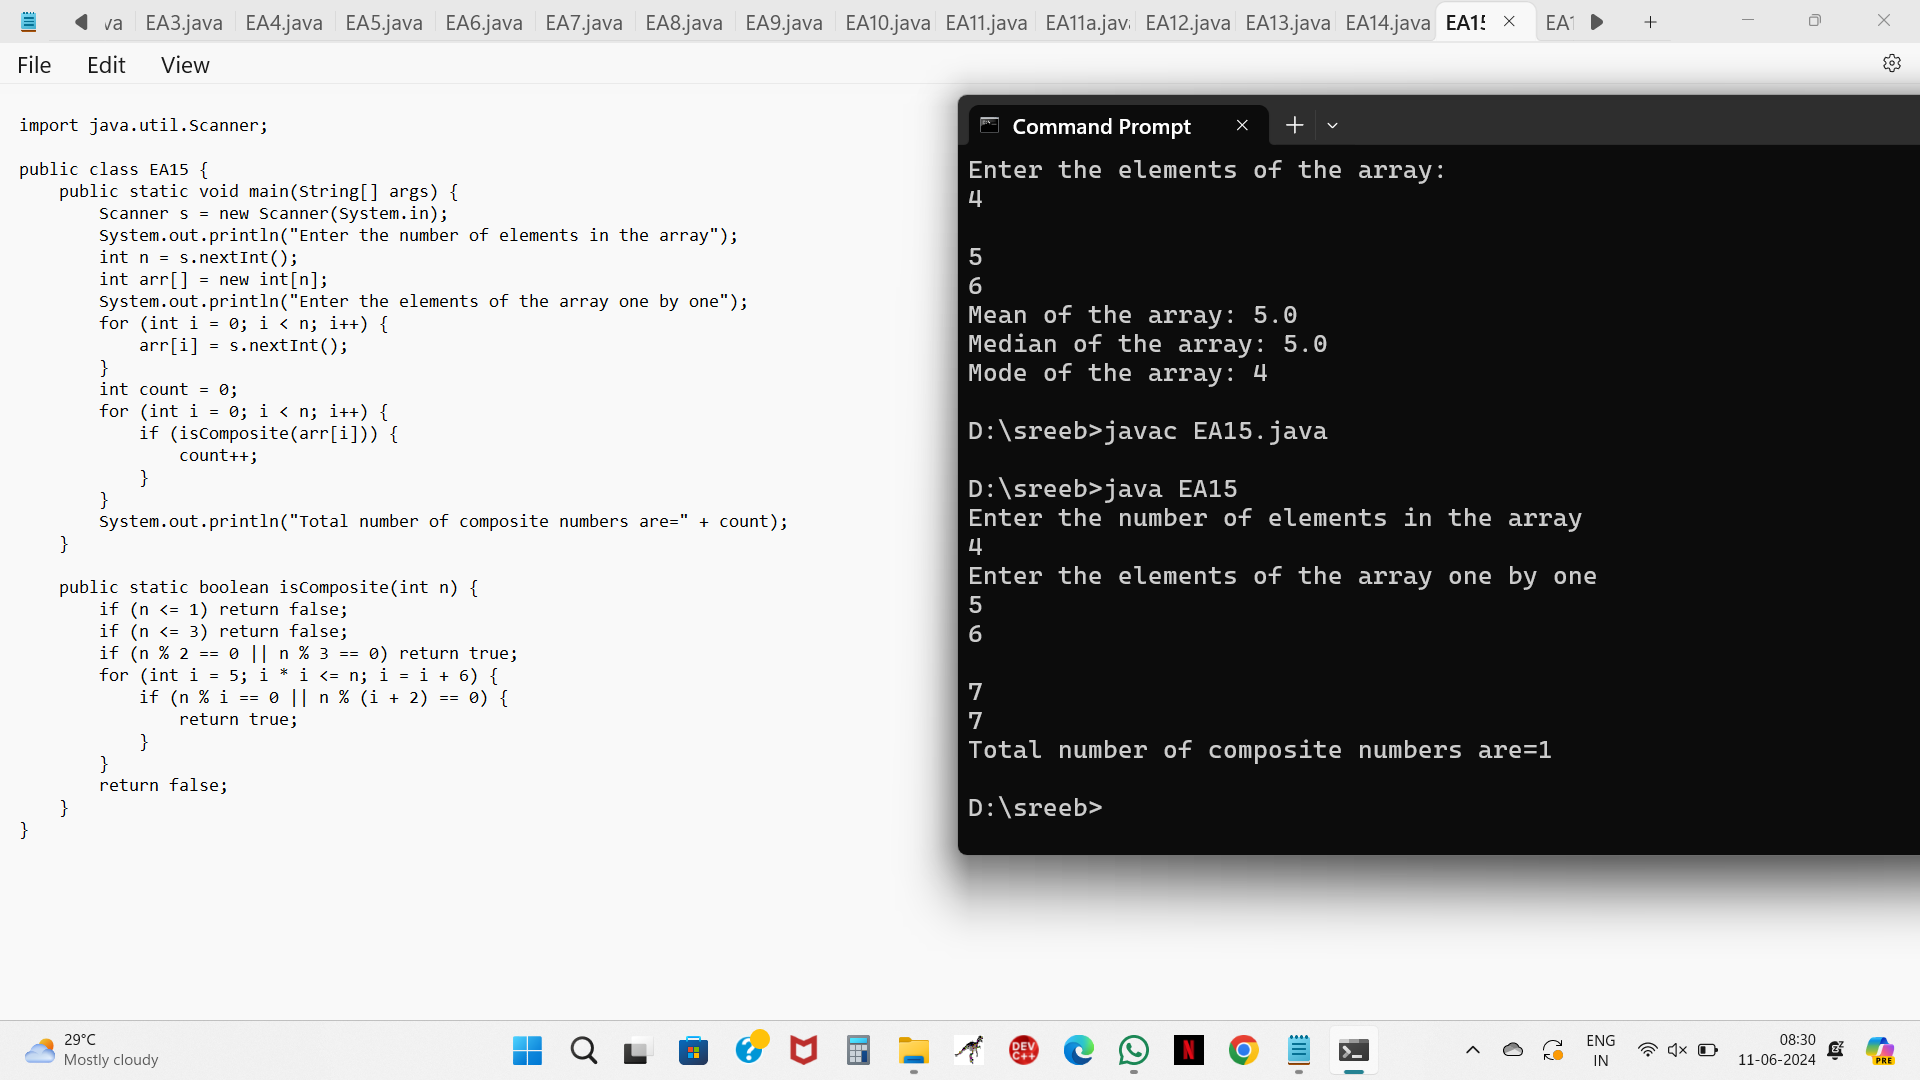 va EA3.java EA4.java EA5.java EA6.java EA7.java EA8.java EA9.java EA10.java EA11.java EA11a.java EA12.java EA13.java EA14.java EA15 EA1
File Edit View
import java.util.Scanner;
public class EA15 {
    public static void main(String[] args) {
        Scanner s = new Scanner(System.in);
        System.out.println("Enter the number of elements in the array");
        int n = s.nextInt();
        int arr[] = new int[n];
        System.out.println("Enter the elements of the array one by one");
        for (int i = 0; i < n; i++) {
            arr[i] = s.nextInt();
        }
        int count = 0;
        for (int i = 0; i < n; i++) {
            if (isComposite(arr[i])) {
                count++;
            }
        }
        System.out.println("Total number of composite numbers are=" + count);
    }
    public static boolean isComposite(int n) {
        if (n <= 1) return false;
        if (n <= 3) return false;
        if (n % 2 == 0 || n % 3 == 0) return true;
        for (int i = 5; i * i <= n; i = i + 6) {
            if (n % i == 0 || n % (i + 2) == 0) {
                return true;
            }
        }
        return false;
    }
}
Command Prompt
Enter the elements of the array:
4
5
6
Mean of the array: 5.0
Median of the array: 5.0
Mode of the array: 4
D:\sreeb>javac EA15.java
D:\sreeb>java EA15
Enter the number of elements in the array
4
Enter the elements of the array one by one
5
6
7
7
Total number of composite numbers are=1
D:\sreeb>
29°C
Mostly cloudy
DEV
C++
N
ENG
IN
08:30
11-06-2024
PRE